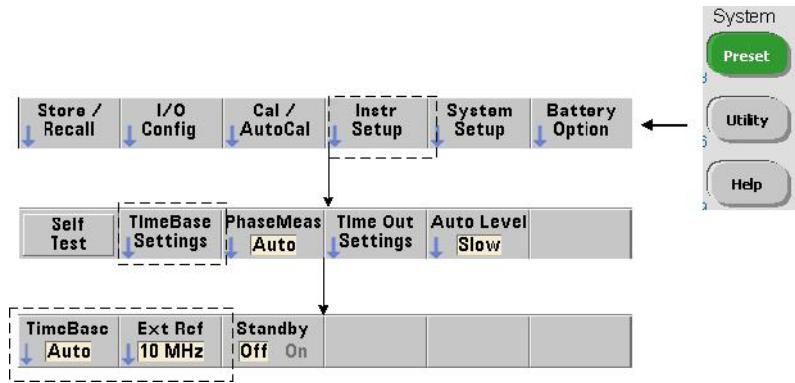 System
Preset
Utility
Help
Store / Recall
I/O Config
Cal / AutoCal
Instr Setup
System Setup
Battery Option
Self Test
TimeBase Settings
PhaseMeas Auto
Time Out Settings
Auto Level Slow
TimeBase Auto
Ext Ref 10 MHz
Standby Off On